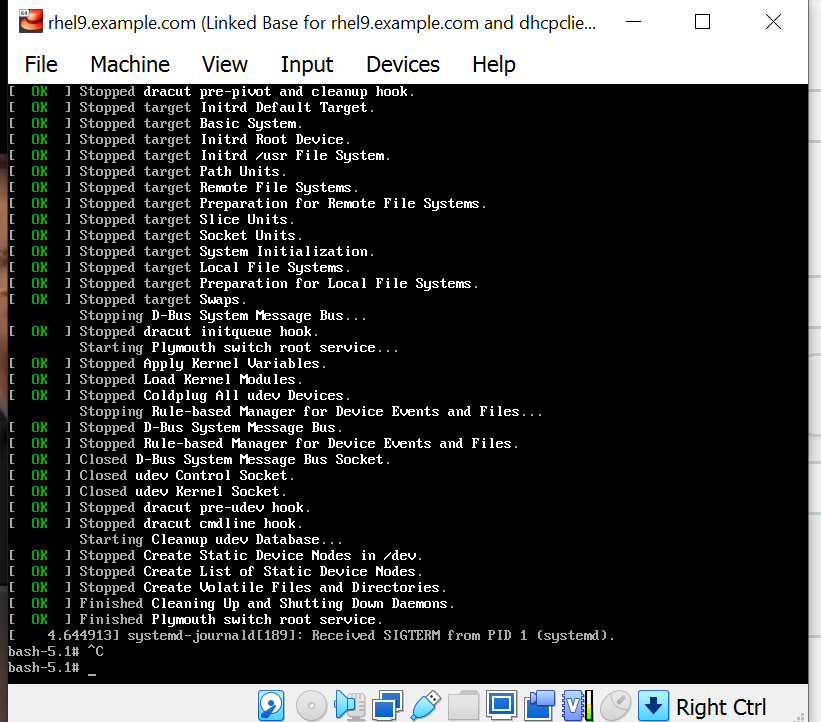 rhel9.example.com (Linked Base for rhel9.example.com and dhcpclie...
File Machine View Input Devices Help
[  OK  ] Stopped dracut pre-pivot and cleanup hook.
[  OK  ] Stopped target Initrd Default Target.
[  OK  ] Stopped target Basic System.
[  OK  ] Stopped target Initrd Root Device.
[  OK  ] Stopped target Initrd /usr File System.
[  OK  ] Stopped target Path Units.
[  OK  ] Stopped target Remote File Systems.
[  OK  ] Stopped target Preparation for Remote File Systems.
[  OK  ] Stopped target Slice Units.
[  OK  ] Stopped target Socket Units.
[  OK  ] Stopped target System Initialization.
[  OK  ] Stopped target Local File Systems.
[  OK  ] Stopped target Preparation for Local File Systems.
[  OK  ] Stopped target Swaps.
         Stopping D-Bus System Message Bus...
[  OK  ] Stopped dracut initqueue hook.
         Starting Plymouth switch root service...
[  OK  ] Stopped Apply Kernel Variables.
[  OK  ] Stopped Load Kernel Modules.
[  OK  ] Stopped Coldplug All udev Devices.
         Stopping Rule-based Manager for Device Events and Files...
[  OK  ] Stopped D-Bus System Message Bus.
[  OK  ] Stopped Rule-based Manager for Device Events and Files.
[  OK  ] Closed D-Bus System Message Bus Socket.
[  OK  ] Closed udev Control Socket.
[  OK  ] Closed udev Kernel Socket.
[  OK  ] Stopped dracut pre-udev hook.
[  OK  ] Stopped dracut cmdline hook.
         Starting Cleanup udev Database...
[  OK  ] Stopped Create Static Device Nodes in /dev.
[  OK  ] Stopped Create List of Static Device Nodes.
[  OK  ] Stopped Create Volatile Files and Directories.
[  OK  ] Finished Cleaning Up and Shutting Down Daemons.
[  OK  ] Finished Plymouth switch root service.
[    4.644913] systemd-journald[189]: Received SIGTERM from PID 1 (systemd).
bash-5.1# ^C
bash-5.1# _
Right Ctrl